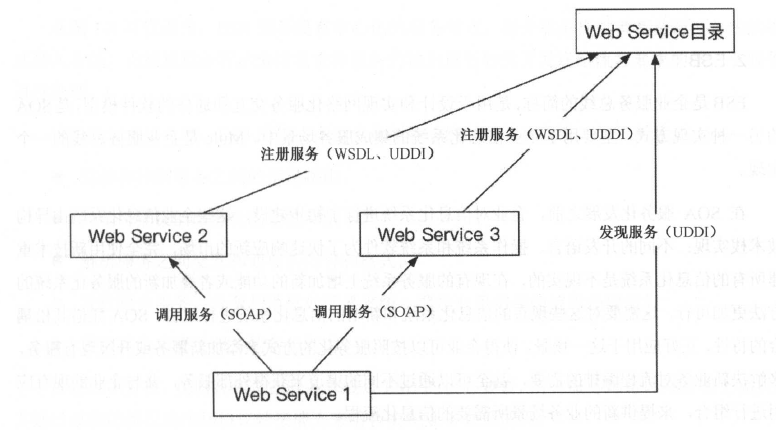 Web Service目录
注册服务（WSDL、UDDI）
注册服务（WSDL、UDDI）
Web Service 2
Web Service 3
发现服务（UDDI）
调用服务（SOAP）
调用服务（SOAP）
Web Service 1